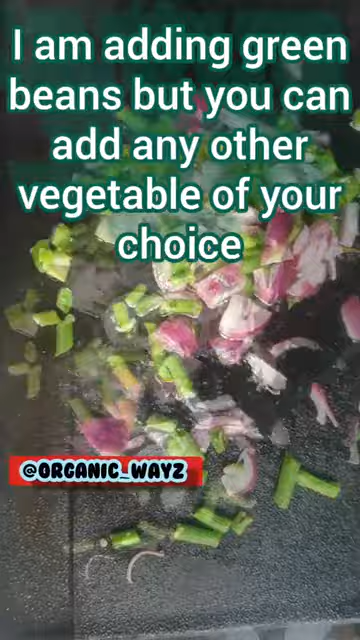 I am adding green
beans but you can
add any other
vegetable of your
choice
@ORGANIC_WAYZ